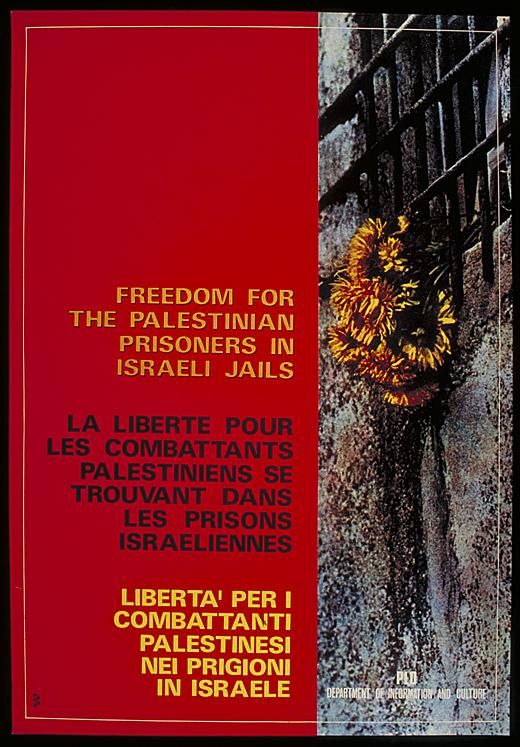 FREEDOM FOR
THE PALESTINIAN
PRISONERS IN
ISRAELI JAILS
LA LIBERTE POUR
LES COMBATTANTS
PALESTINIENS SE
TROUVANT DANS
LES PRISONS
ISRAELIENNES
LIBERTA' PER I
COMBATTANTI
PALESTINESI
NEI PRIGIONI
IN ISRAELE
PLO
DEPARTMENT OF INFORMATION AND CULTURE